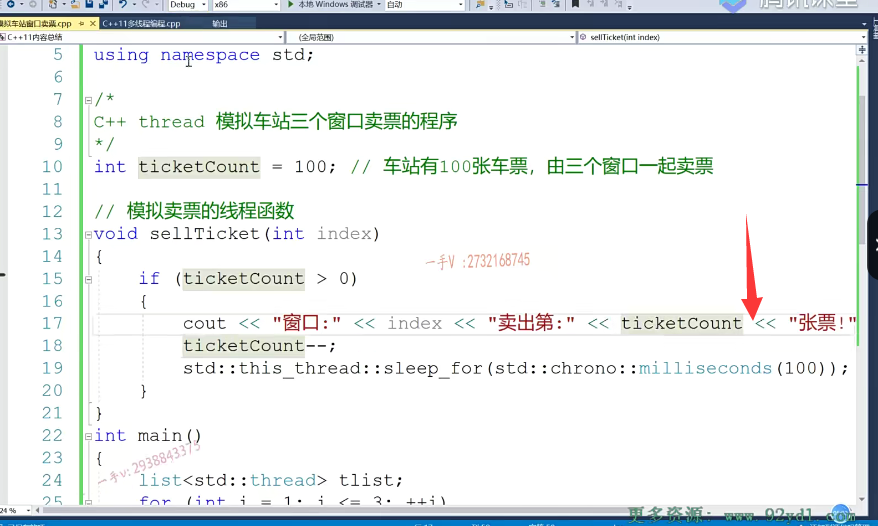 Debug x86 本地 Windows 调试器 自动
腾讯课堂
模拟车站窗口卖票.cpp C++11多线程编程.cpp 输出
C++11内容总结 (全局范围) sellTicket(int index)
5 using namespace std;
6
7 /*
8 C++ thread 模拟车站三个窗口卖票的程序
9 */
10 int ticketCount = 100; // 车站有100张车票，由三个窗口一起卖票
11
12 // 模拟卖票的线程函数
13 void sellTicket(int index)
14 {
一手V :2732168745
15 if (ticketCount > 0)
16 {
17 cout << "窗口:" << index << "卖出第:" << ticketCount << "张票!"
18 ticketCount--;
19 std::this_thread::sleep_for(std::chrono::milliseconds(100));
20 }
21 }
22 int main()
23 {
一手v:2938843375
24 list<std::thread> tlist;
25 for (int i = 1; i <= 3; ++i)
更多资源: www.92xdl.com